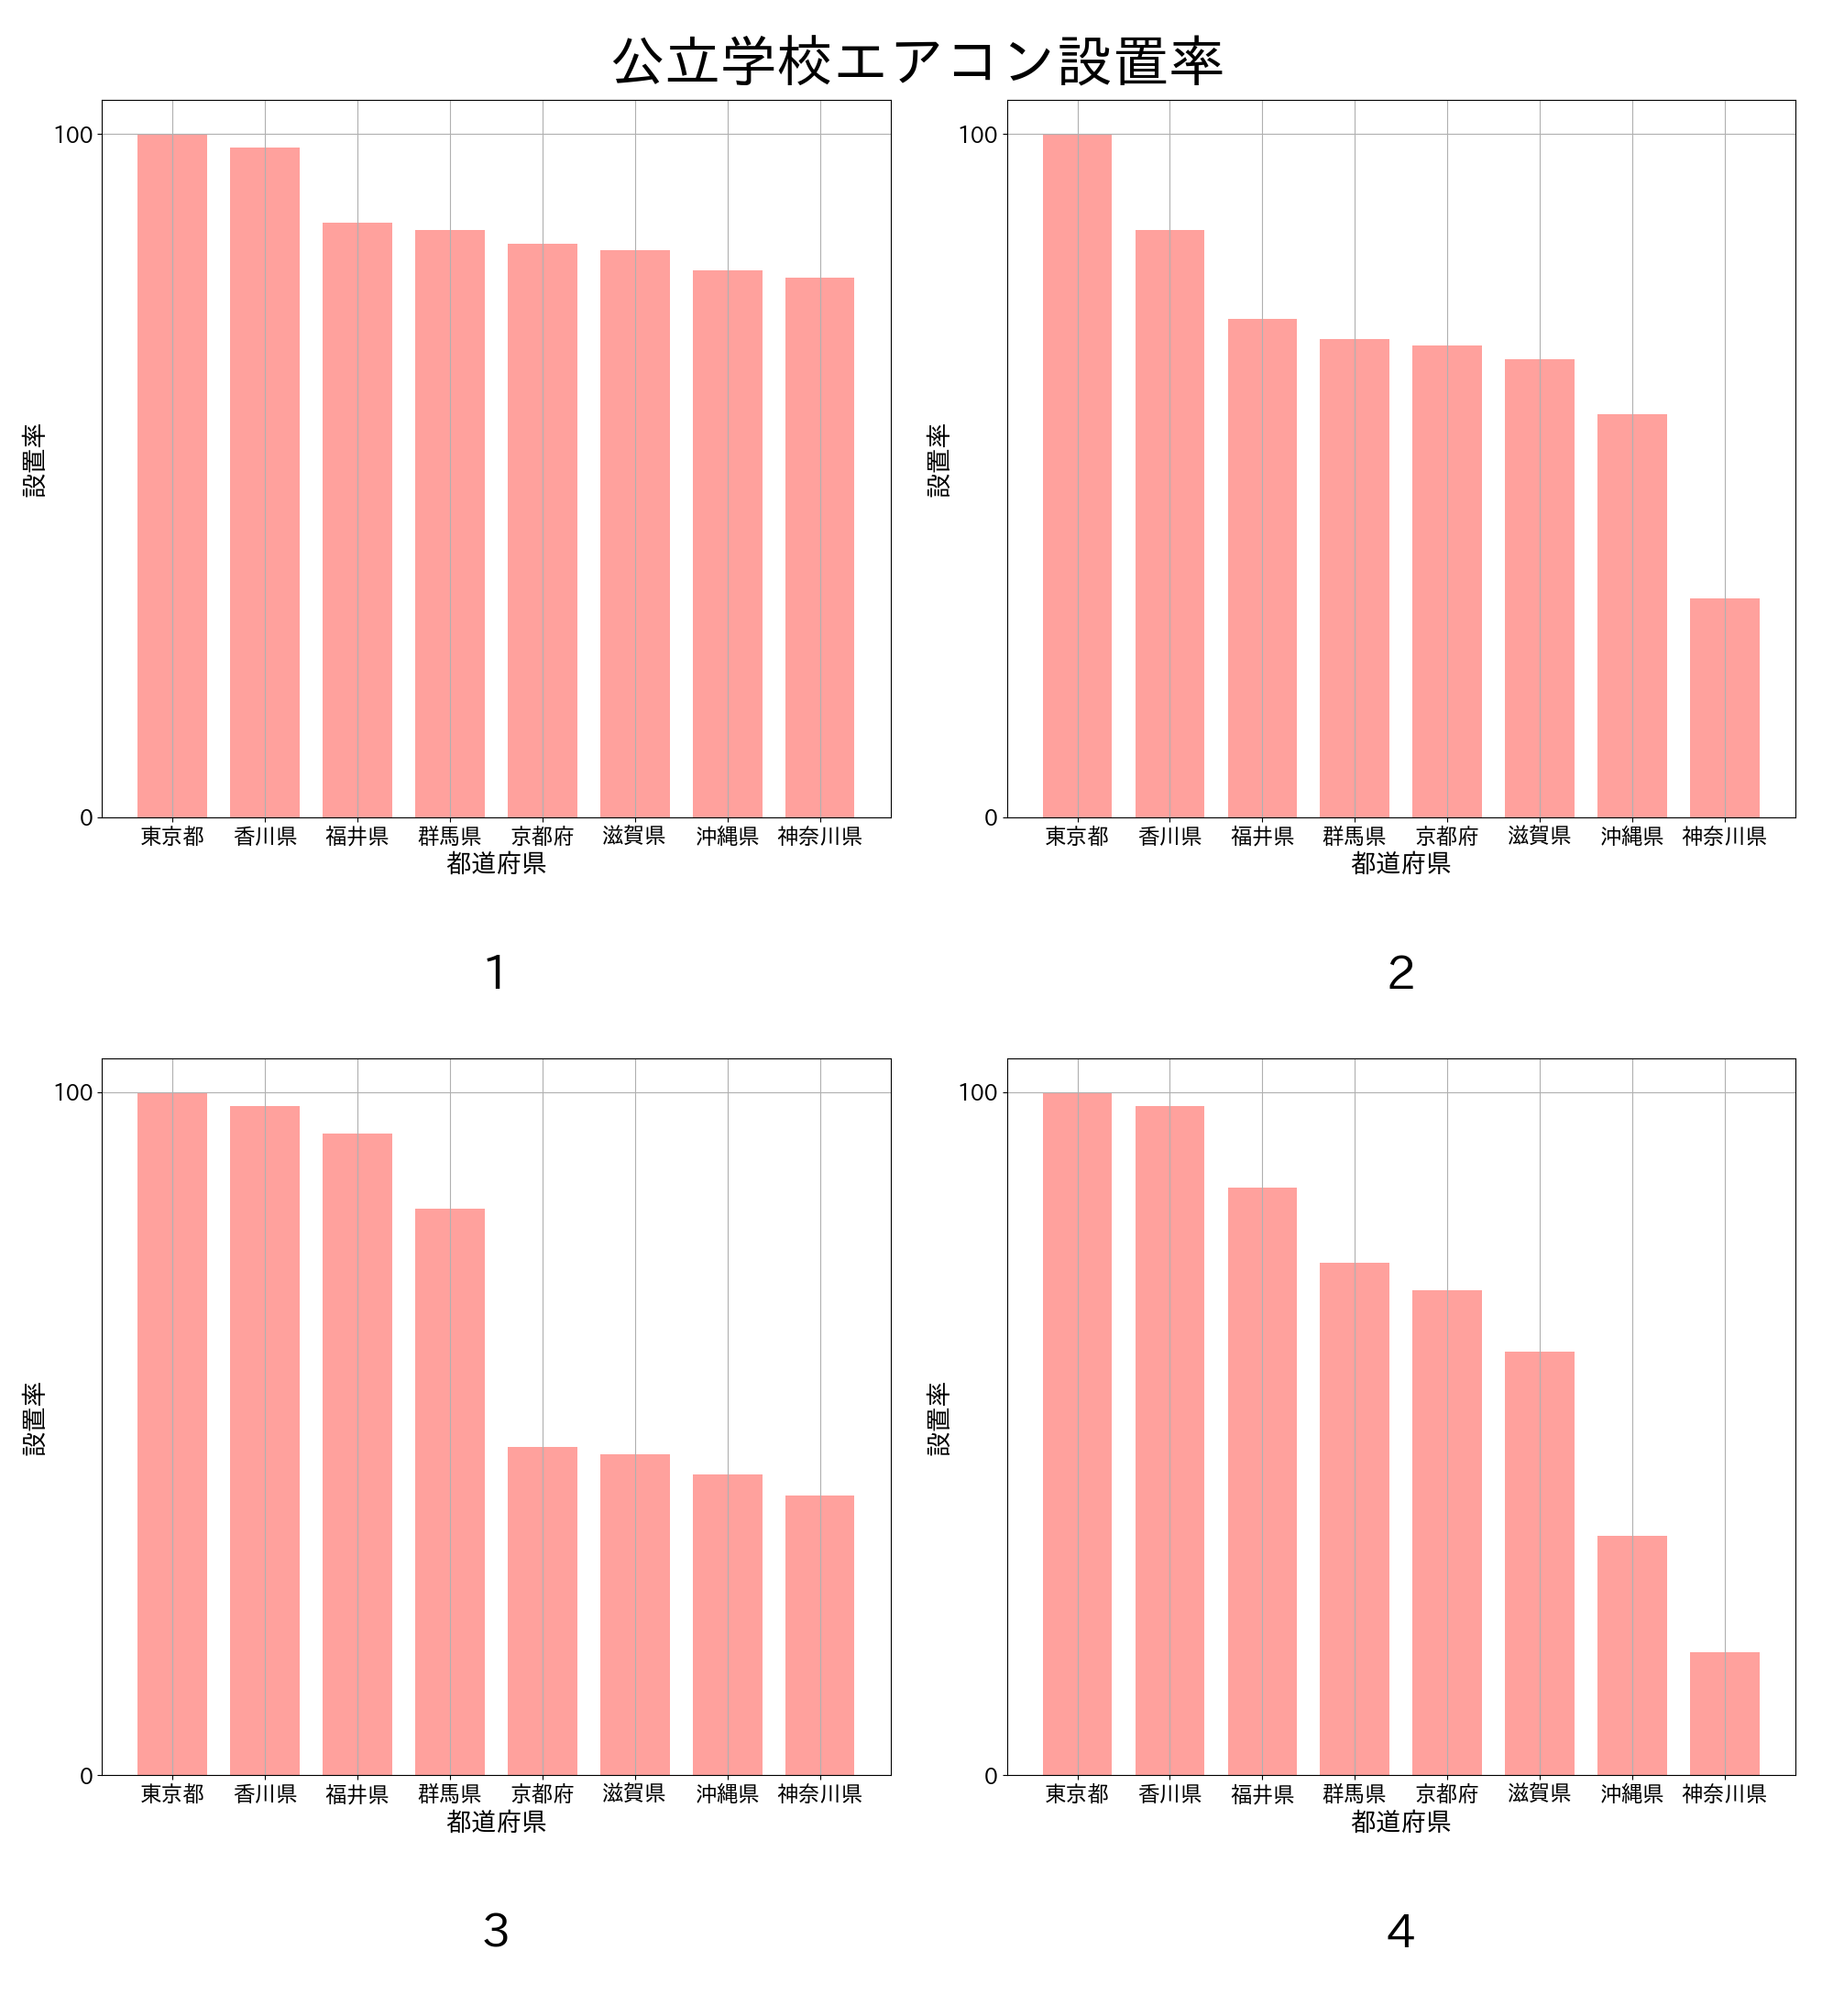 公立学校エアコン設置率
100
0
設置率
東京都 香川県 福井県 群馬県 京都府 滋賀県 沖縄県 神奈川県
都道府県
1
100
0
設置率
東京都 香川県 福井県 群馬県 京都府 滋賀県 沖縄県 神奈川県
都道府県
2
100
0
設置率
東京都 香川県 福井県 群馬県 京都府 滋賀県 沖縄県 神奈川県
都道府県
3
100
0
設置率
東京都 香川県 福井県 群馬県 京都府 滋賀県 沖縄県 神奈川県
都道府県
4